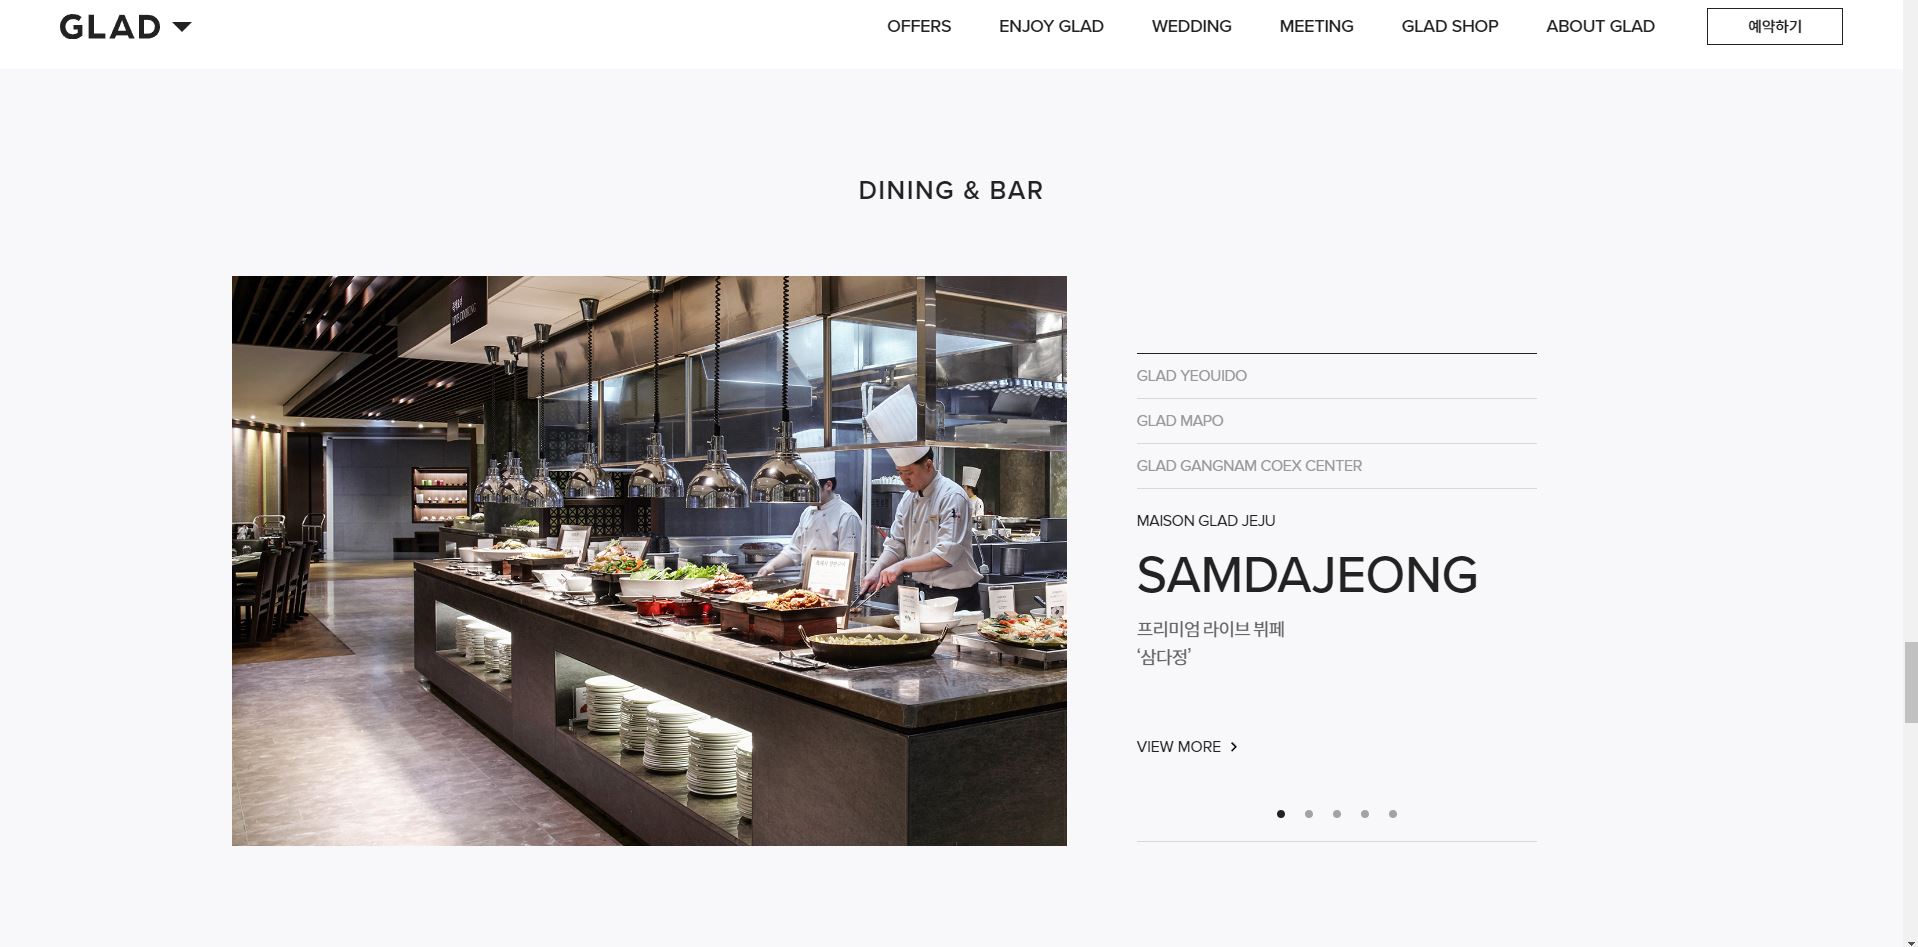 GLAD
OFFERS
ENJOY GLAD
WEDDING
MEETING
GLAD SHOP
ABOUT GLAD
예약하기
DINING & BAR
LIVE COOKING
GLAD YEOUIDO
GLAD MAPO
GLAD GANGNAM COEX CENTER
MAISON GLAD JEJU
SAMDAJEONG
프리미엄 라이브 뷔페
‘삼다정’
VIEW MORE